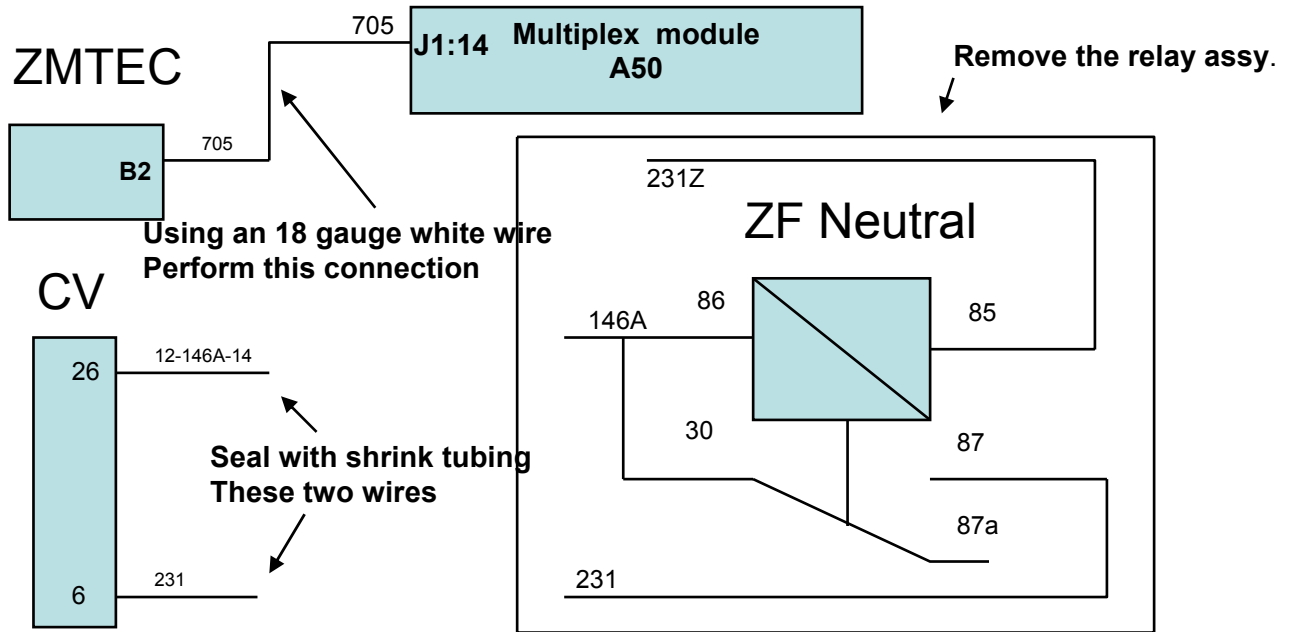 705
J1:14
Multiplex module
A50
Remove the relay assy.
ZMTEC
705
B2
Using an 18 gauge white wire
Perform this connection
231Z
ZF Neutral
CV
26
12-146A-14
146A
86
85
30
87
Seal with shrink tubing
These two wires
87a
6
231
231